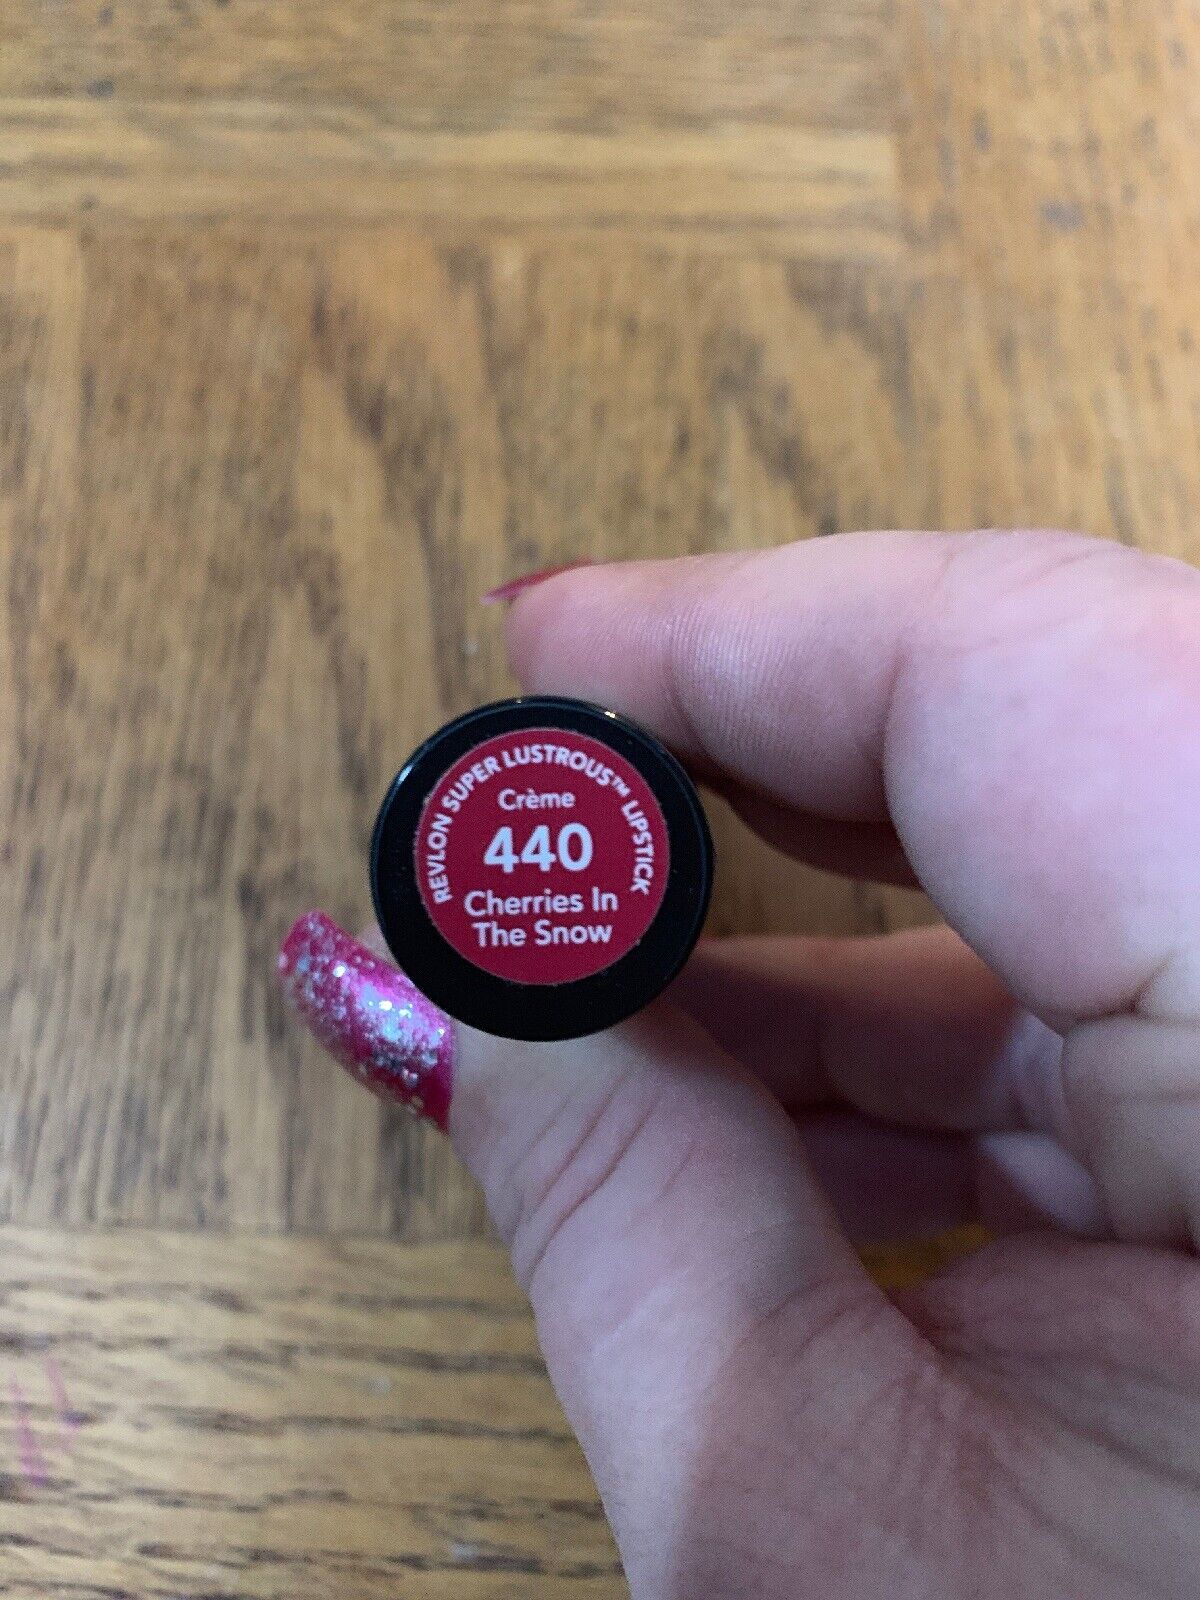 REVLON SUPER LUSTROUS™ LIPSTICK
Crème
440
Cherries In
The Snow